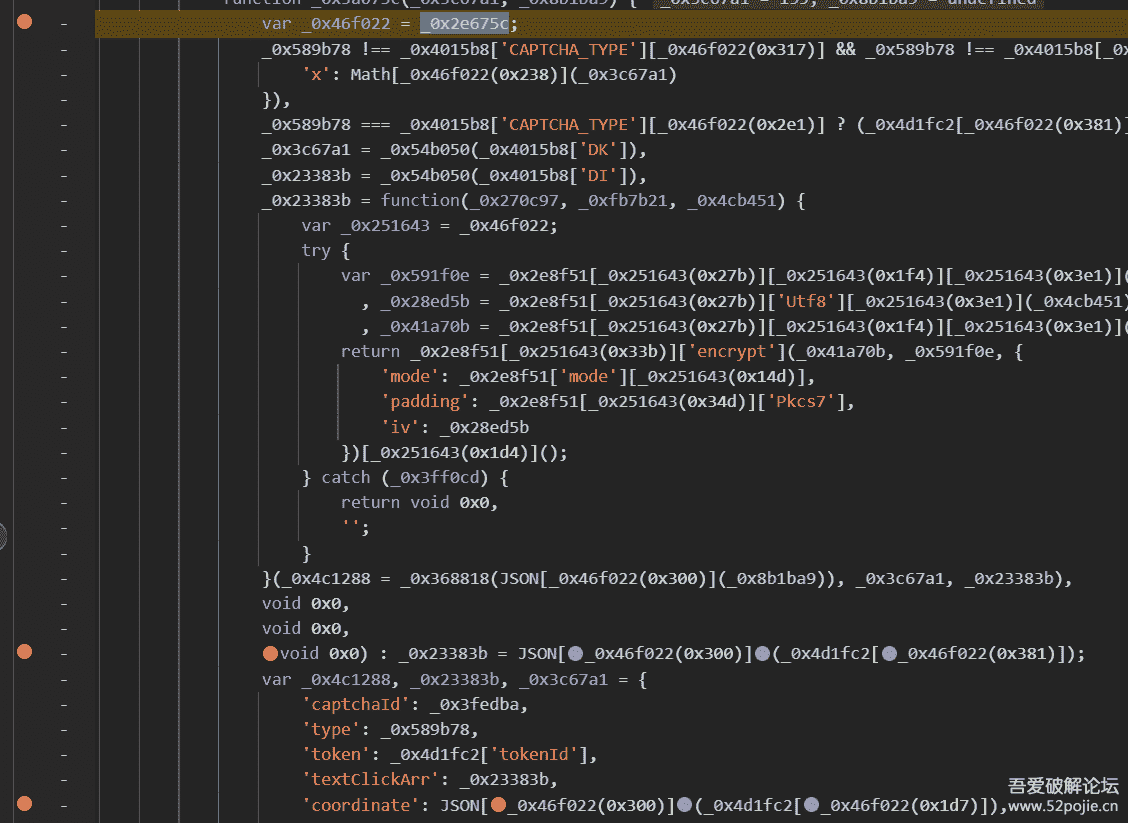 function _0x3a075c(_0x3c67a1, _0x8b1ba9) { _0x3c67a1 = 199, _0x8b1ba9 = undefined
var _0x46f022 = _0x2e675c;
_0x589b78 !== _0x4015b8['CAPTCHA_TYPE'][_0x46f022(0x317)] && _0x589b78 !== _0x4015b8[_0x
'x': Math[_0x46f022(0x238)](_0x3c67a1)
}),
_0x589b78 === _0x4015b8['CAPTCHA_TYPE'][_0x46f022(0x2e1)] ? (_0x4d1fc2[_0x46f022(0x381)]
_0x3c67a1 = _0x54b050(_0x4015b8['DK']),
_0x23383b = _0x54b050(_0x4015b8['DI']),
_0x23383b = function(_0x270c97, _0xfb7b21, _0x4cb451) {
var _0x251643 = _0x46f022;
try {
var _0x591f0e = _0x2e8f51[_0x251643(0x27b)][_0x251643(0x1f4)][_0x251643(0x3e1)](
, _0x28ed5b = _0x2e8f51[_0x251643(0x27b)]['Utf8'][_0x251643(0x3e1)](_0x4cb451)
, _0x41a70b = _0x2e8f51[_0x251643(0x27b)][_0x251643(0x1f4)][_0x251643(0x3e1)](
return _0x2e8f51[_0x251643(0x33b)]['encrypt'](_0x41a70b, _0x591f0e, {
'mode': _0x2e8f51['mode'][_0x251643(0x14d)],
'padding': _0x2e8f51[_0x251643(0x34d)]['Pkcs7'],
'iv': _0x28ed5b
})[_0x251643(0x1d4)]();
} catch (_0x3ff0cd) {
return void 0x0,
'';
}
}(_0x4c1288 = _0x368818(JSON[_0x46f022(0x300)](_0x8b1ba9)), _0x3c67a1, _0x23383b),
void 0x0,
void 0x0,
void 0x0) : _0x23383b = JSON[_0x46f022(0x300)](_0x4d1fc2[_0x46f022(0x381)]);
var _0x4c1288, _0x23383b, _0x3c67a1 = {
'captchaId': _0x3fedba,
'type': _0x589b78,
'token': _0x4d1fc2['tokenId'],
'textClickArr': _0x23383b,
'coordinate': JSON[_0x46f022(0x300)](_0x4d1fc2[_0x46f022(0x1d7)]),
吾爱破解论坛
www.52pojie.cn